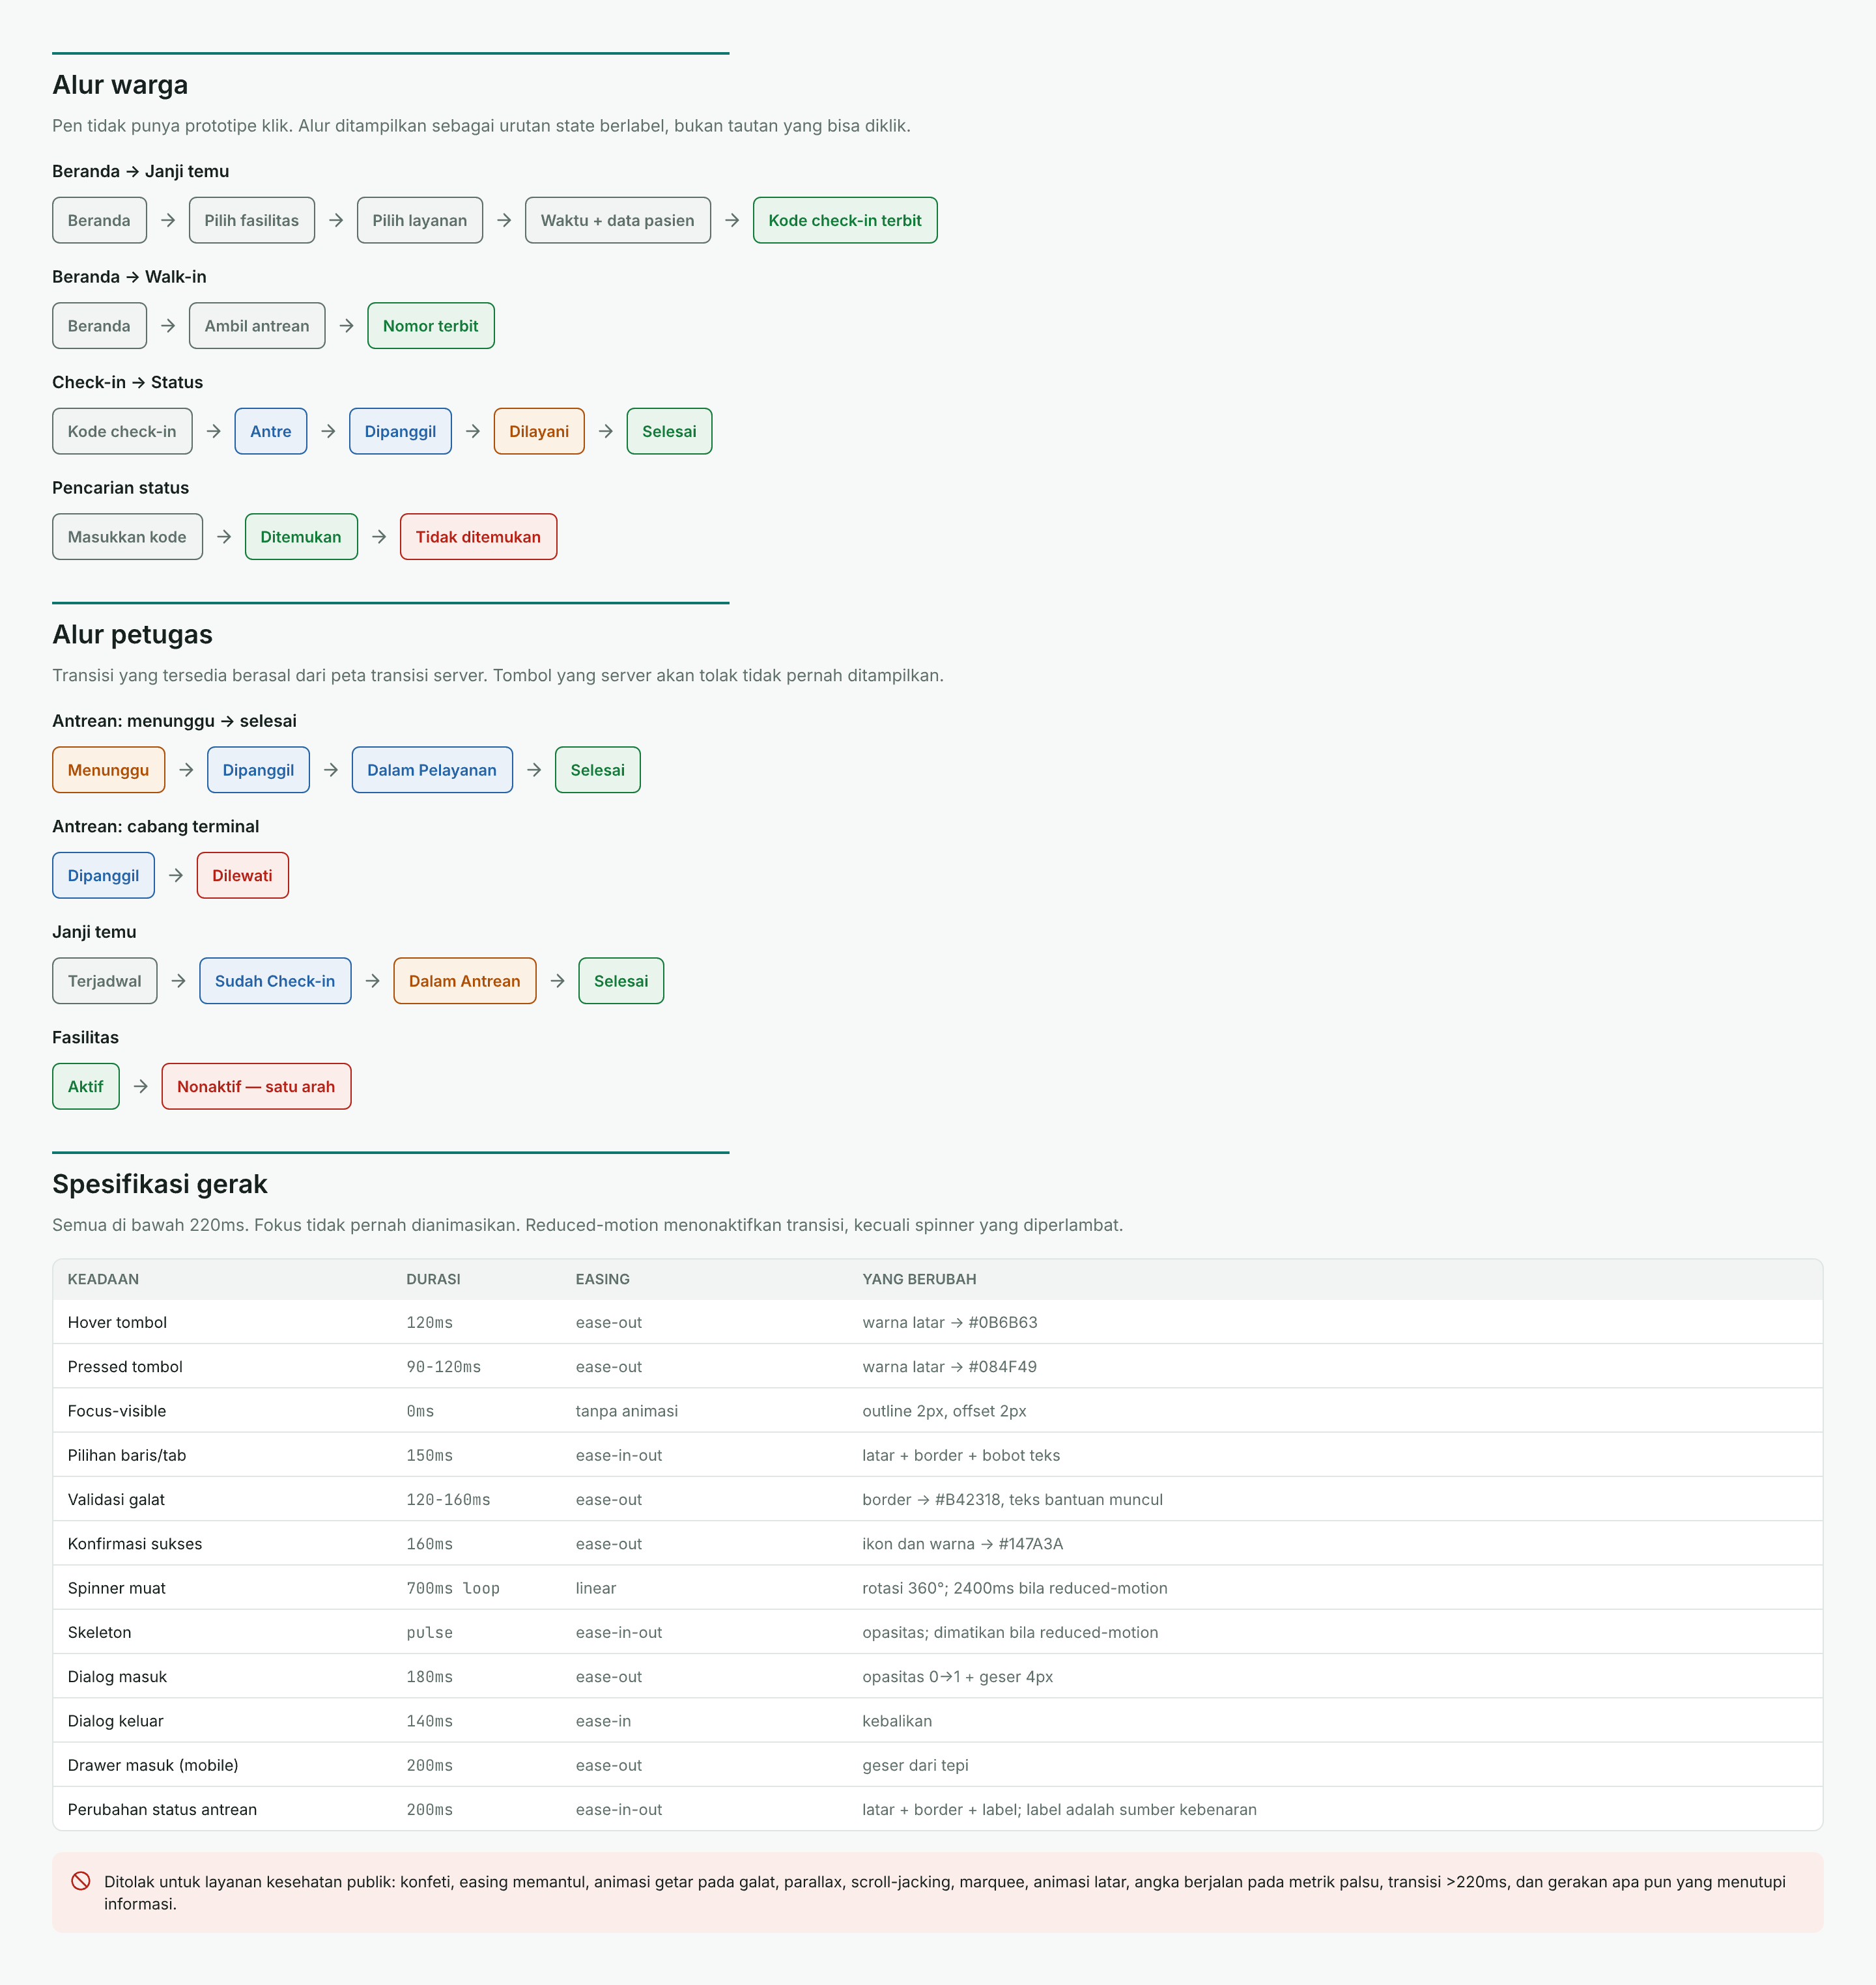 Alur warga
Pen tidak punya prototipe klik. Alur ditampilkan sebagai urutan state berlabel, bukan tautan yang bisa diklik.
Beranda → Janji temu
Beranda → Pilih fasilitas → Pilih layanan → Waktu + data pasien → Kode check-in terbit
Beranda → Walk-in
Beranda → Ambil antrean → Nomor terbit
Check-in → Status
Kode check-in → Antre → Dipanggil → Dilayani → Selesai
Pencarian status
Masukkan kode → Ditemukan → Tidak ditemukan
Alur petugas
Transisi yang tersedia berasal dari peta transisi server. Tombol yang server akan tolak tidak pernah ditampilkan.
Antrean: menunggu → selesai
Menunggu → Dipanggil → Dalam Pelayanan → Selesai
Antrean: cabang terminal
Dipanggil → Dilewati
Janji temu
Terjadwal → Sudah Check-in → Dalam Antrean → Selesai
Fasilitas
Aktif → Nonaktif — satu arah
Spesifikasi gerak
Semua di bawah 220ms. Fokus tidak pernah dianimasikan. Reduced-motion menonaktifkan transisi, kecuali spinner yang diperlambat.
KEADAAN DURASI EASING YANG BERUBAH
Hover tombol 120ms ease-out warna latar → #0B6B63
Pressed tombol 90-120ms ease-out warna latar → #084F49
Focus-visible 0ms tanpa animasi outline 2px, offset 2px
Pilihan baris/tab 150ms ease-in-out latar + border + bobot teks
Validasi galat 120-160ms ease-out border → #B42318, teks bantuan muncul
Konfirmasi sukses 160ms ease-out ikon dan warna → #147A3A
Spinner muat 700ms loop linear rotasi 360°; 2400ms bila reduced-motion
Skeleton pulse ease-in-out opasitas; dimatikan bila reduced-motion
Dialog masuk 180ms ease-out opasitas 0→1 + geser 4px
Dialog keluar 140ms ease-in kebalikan
Drawer masuk (mobile) 200ms ease-out geser dari tepi
Perubahan status antrean 200ms ease-in-out latar + border + label; label adalah sumber kebenaran
Ditolak untuk layanan kesehatan publik: konfeti, easing memantul, animasi getar pada galat, parallax, scroll-jacking, marquee, animasi latar, angka berjalan pada metrik palsu, transisi >220ms, dan gerakan apa pun yang menutupi
informasi.